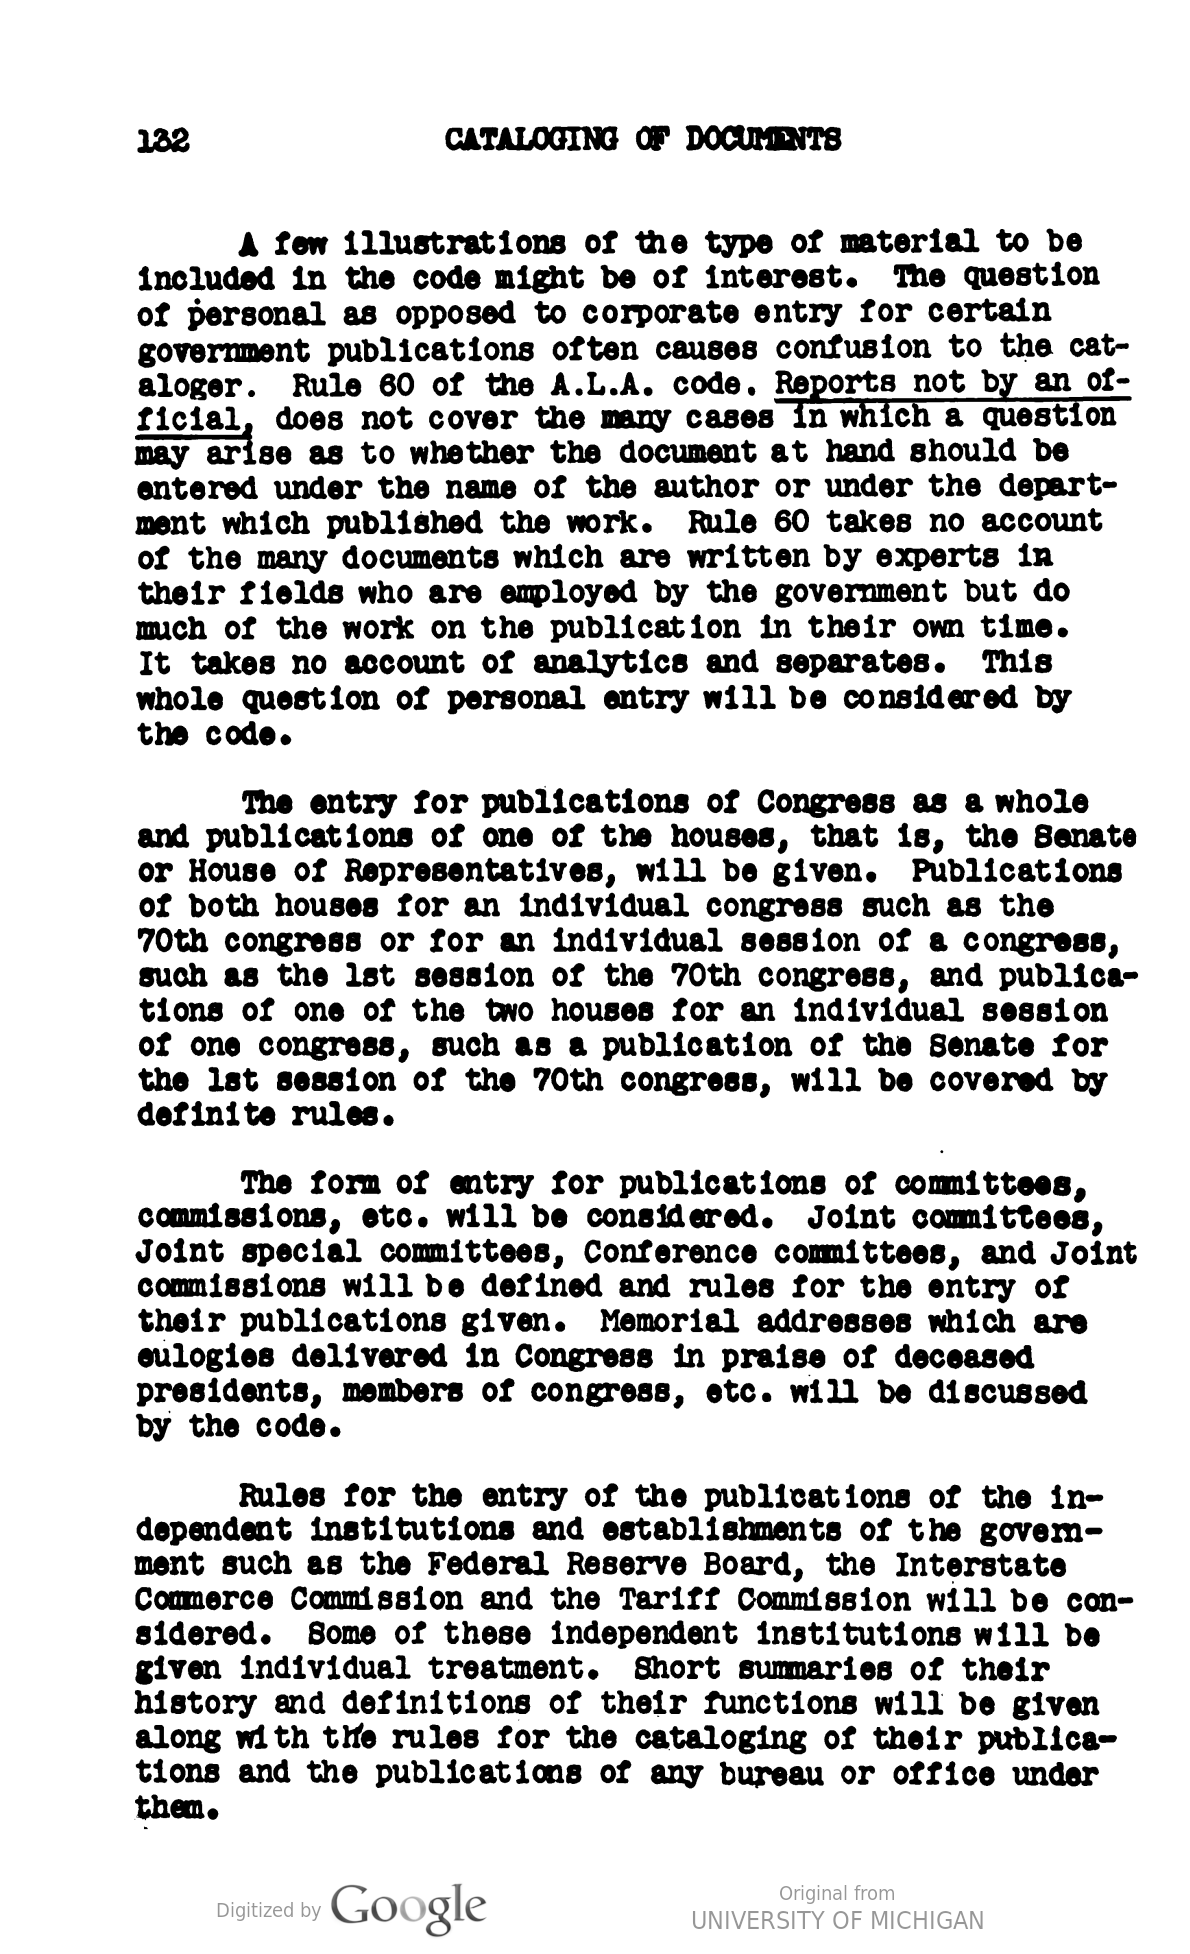 132 CATALOGING OF DOCUMENTS
A few illustrations of the type of material to be
included in the code might be of interest. The question
of personal as opposed to corporate entry for certain
government publications often causes confusion to the cat-
aloger. Rule 60 of the A.L.A. code. Reports not by an of-
ficial, does not cover the many cases in which a question
may arise as to whether the document at hand should be
entered under the name of the author or under the depart-
ment which published the work. Rule 60 takes no account
of the many documents which are written by experts in
their fields who are employed by the government but do
much of the work on the publication in their own time.
It takes no account of analytics and separates. This
whole question of personal entry will be considered by
the code.
The entry for publications of Congress as a whole
and publications of one of the houses, that is, the Senate
or House of Representatives, will be given. Publications
of both houses for an individual congress such as the
70th congress or for an individual session of a congress,
such as the 1st session of the 70th congress, and publica-
tions of one of the two houses for an individual session
of one congress, such as a publication of the Senate for
the 1st session of the 70th congress, will be covered by
definite rules.
The form of entry for publications of committees,
commissions, etc. will be considered. Joint committees,
Joint special committees, Conference committees, and Joint
commissions will be defined and rules for the entry of
their publications given. Memorial addresses which are
eulogies delivered in Congress in praise of deceased
presidents, members of congress, etc. will be discussed
by the code.
Rules for the entry of the publications of the in-
dependent institutions and establishments of the govern-
ment such as the Federal Reserve Board, the Interstate
Commerce Commission and the Tariff Commission will be con-
sidered. Some of these independent institutions will be
given individual treatment. Short summaries of their
history and definitions of their functions will be given
along with the rules for the cataloging of their publica-
tions and the publications of any bureau or office under
them.
Digitized by Google
Original from
UNIVERSITY OF MICHIGAN